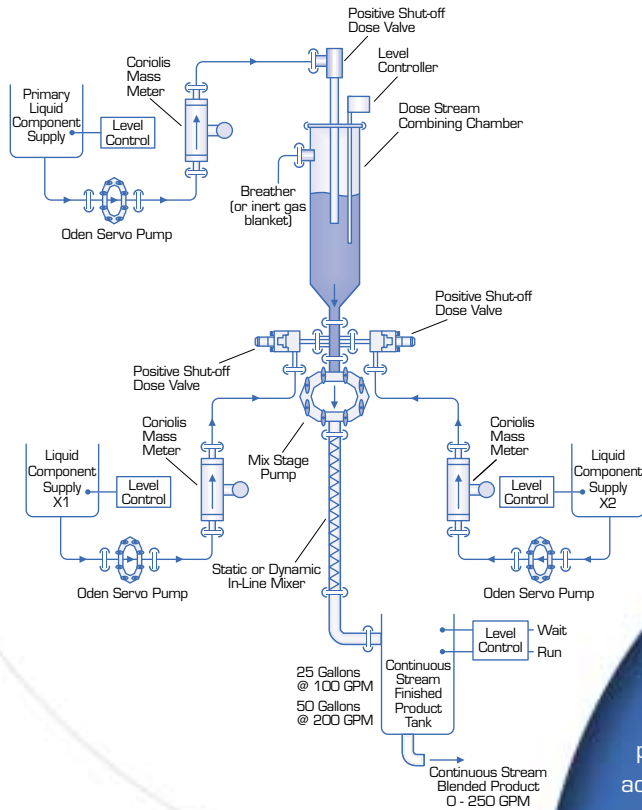 Positive Shut-off
Dose Valve
Coriolis
Mass
Meter
Level
Controller
Primary
Liquid
Component
Supply
Level
Control
Dose Stream
Combining Chamber
Breather
(or inert gas
blanket)
Oden Servo Pump
Positive Shut-off
Dose Valve
Positive Shut-off
Dose Valve
Coriolis
Mass
Meter
Mix Stage
Pump
Coriolis
Mass
Meter
Liquid
Component
Supply
X1
Level
Control
Level
Control
Liquid
Component
Supply
X2
Static or Dynamic
In-Line Mixer
Oden Servo Pump
Oden Servo Pump
Level
Control
Wait
Run
25 Gallons
@ 100 GPM
50 Gallons
@ 200 GPM
Continuous
Stream
Finished
Product
Tank
Continuous Stream
Blended Product
0 - 250 GPM
p
ac